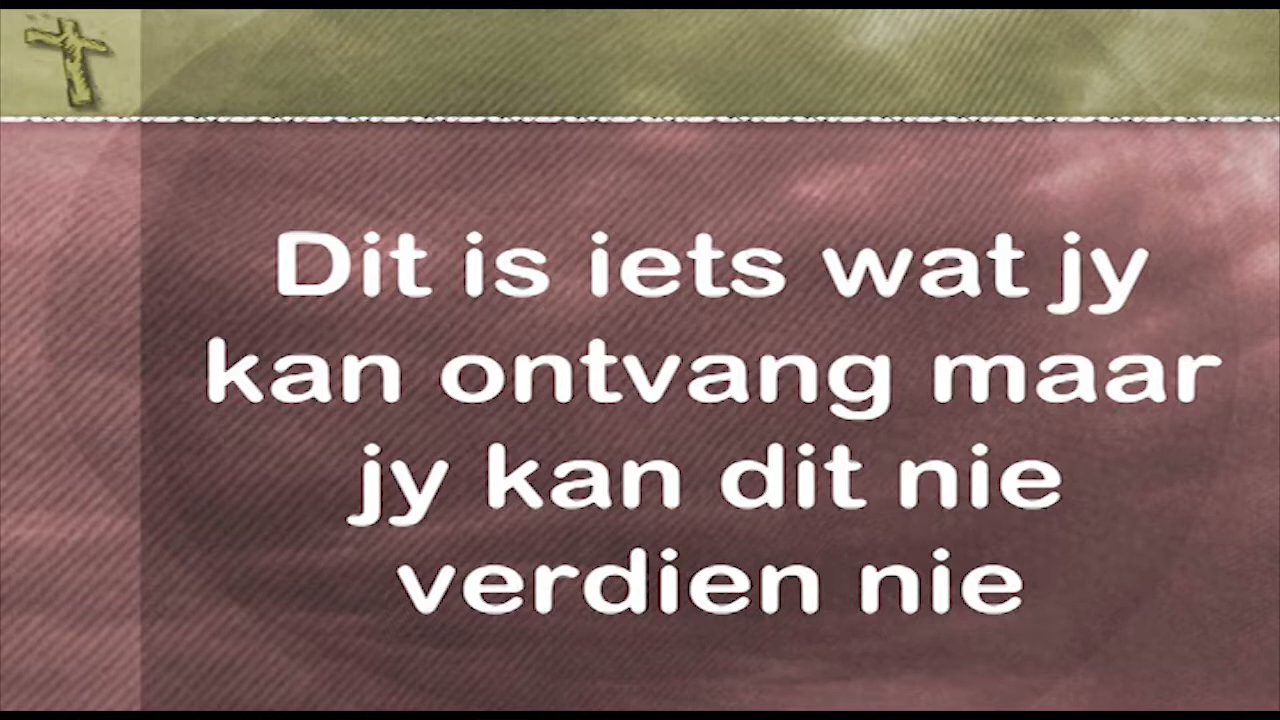 Dit is iets wat jy
kan ontvang maar
jy kan dit nie
verdien nie